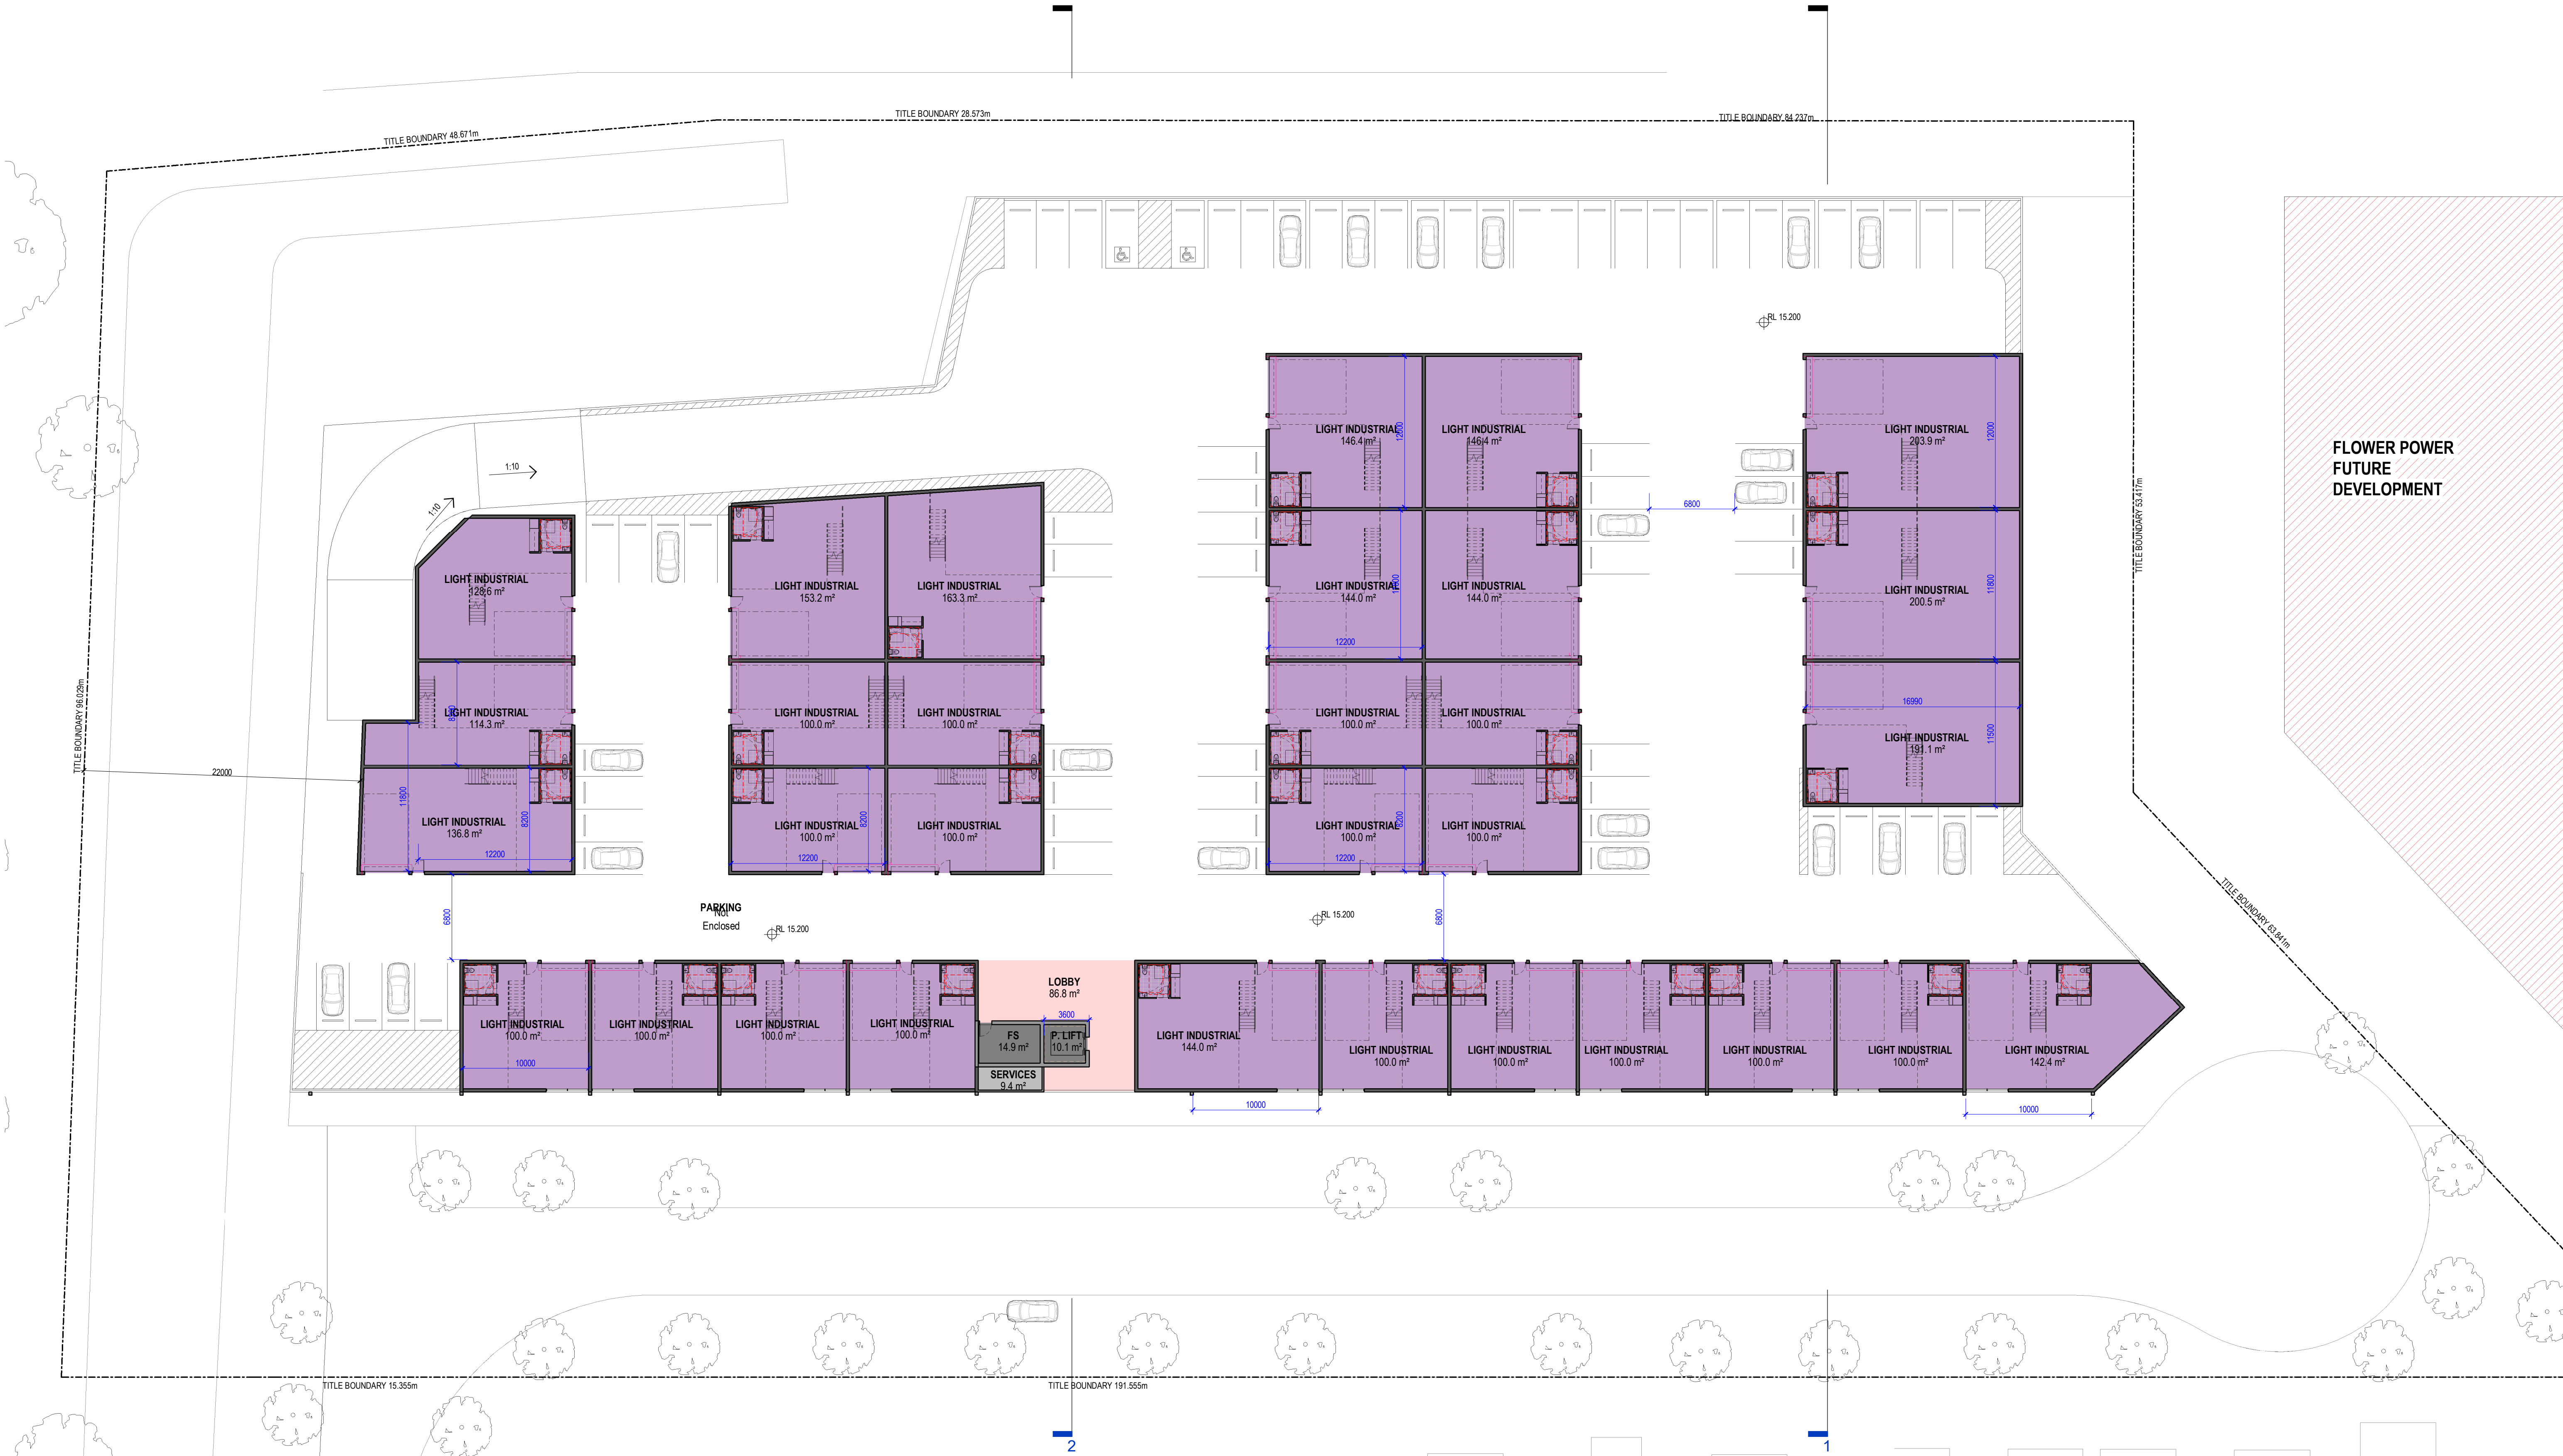 TITLE BOUNDARY 48.671m
TITLE BOUNDARY 28.573m
TITLE BOUNDARY 84.237m
RL 15.200
1:10
1:10
LIGHT INDUSTRIAL
146.4 m²
12000
LIGHT INDUSTRIAL
146.4 m²
LIGHT INDUSTRIAL
203.9 m²
12000
FLOWER POWER
FUTURE
DEVELOPMENT
6800
TITLE BOUNDARY 53.417m
LIGHT INDUSTRIAL
128.6 m²
LIGHT INDUSTRIAL
153.2 m²
LIGHT INDUSTRIAL
163.3 m²
LIGHT INDUSTRIAL
144.0 m²
11800
LIGHT INDUSTRIAL
144.0 m²
LIGHT INDUSTRIAL
200.5 m²
11800
12200
TITLE BOUNDARY 96.029m
22000
LIGHT INDUSTRIAL
114.3 m²
LIGHT INDUSTRIAL
100.0 m²
LIGHT INDUSTRIAL
100.0 m²
LIGHT INDUSTRIAL
100.0 m²
LIGHT INDUSTRIAL
100.0 m²
16990
LIGHT INDUSTRIAL
191.1 m²
11500
11800
8200
LIGHT INDUSTRIAL
136.8 m²
12200
LIGHT INDUSTRIAL
100.0 m²
8200
12200
LIGHT INDUSTRIAL
100.0 m²
LIGHT INDUSTRIAL
100.0 m²
8200
12200
LIGHT INDUSTRIAL
100.0 m²
TITLE BOUNDARY 63.841m
6800
PARKING
Not
Enclosed
RL 15.200
RL 15.200
6800
LIGHT INDUSTRIAL
100.0 m²
10000
LIGHT INDUSTRIAL
100.0 m²
LIGHT INDUSTRIAL
100.0 m²
LIGHT INDUSTRIAL
100.0 m²
LOBBY
86.8 m²
3600
FS
14.9 m²
P. LIFT
10.1 m²
SERVICES
9.4 m²
LIGHT INDUSTRIAL
144.0 m²
LIGHT INDUSTRIAL
100.0 m²
LIGHT INDUSTRIAL
100.0 m²
LIGHT INDUSTRIAL
100.0 m²
LIGHT INDUSTRIAL
100.0 m²
LIGHT INDUSTRIAL
100.0 m²
LIGHT INDUSTRIAL
142.4 m²
10000
10000
TITLE BOUNDARY 15.355m
TITLE BOUNDARY 191.555m
2
1